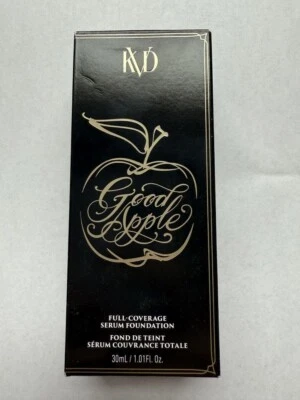 KVD
Good
Apple
FULL-COVERAGE
SERUM FOUNDATION
FOND DE TEINT
SÉRUM COUVRANCE TOTALE
30ml / 1.01Fl. Oz.